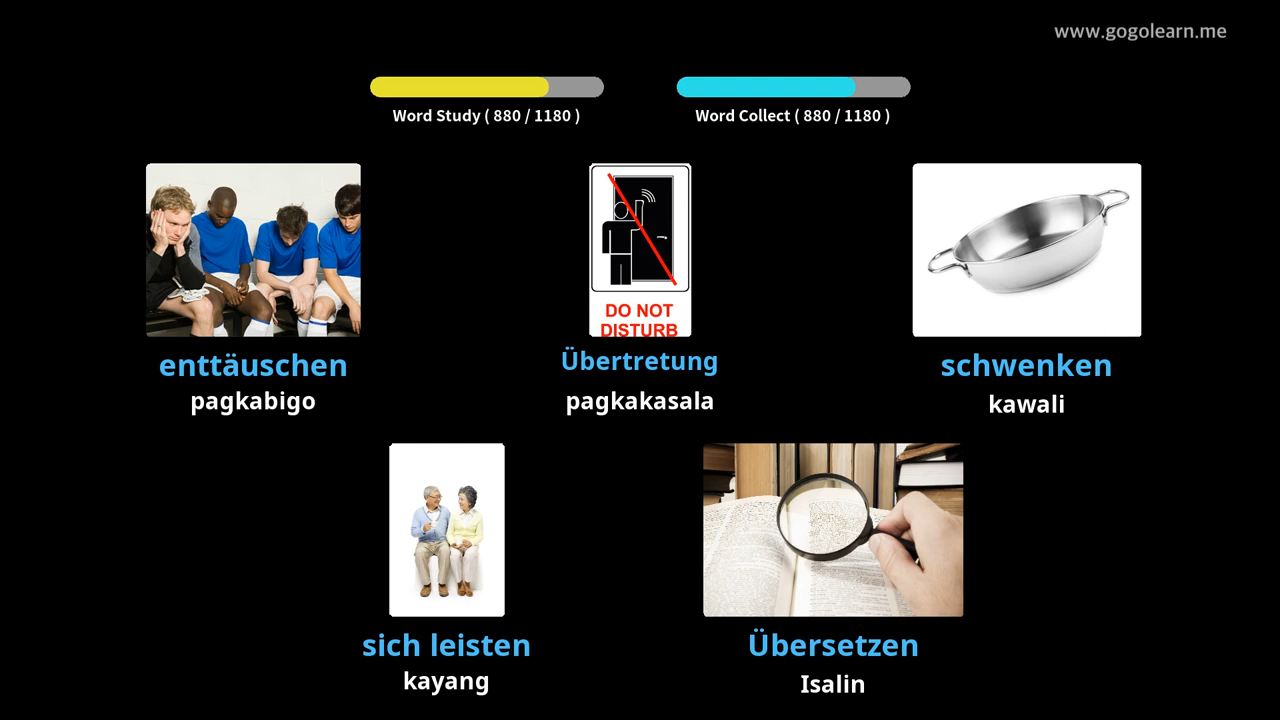 www.gogolearn.me
Word Study ( 880 / 1180 )
Word Collect ( 880 / 1180 )
DO NOT
DISTURB
enttäuschen
pagkabigo
Übertretung
pagkakasala
schwenken
kawali
sich leisten
kayang
Übersetzen
Isalin